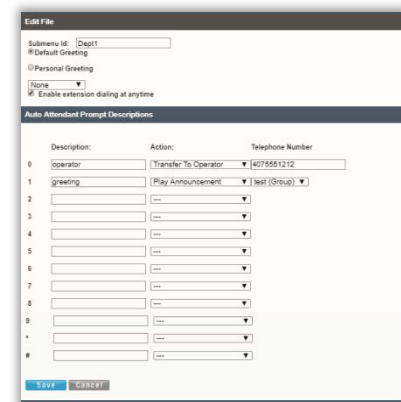 Edit File
Submenu Id: Dept1
Default Greeting
Personal Greeting
None ▼
Enable extension dialing at anytime
Auto Attendant Prompt Descriptions
Description: Action: Telephone Number
0 operator Transfer To Operator ▼ 4075551212
1 greeting Play Announcement ▼ test (Group) ▼
2 --- ▼
3 --- ▼
4 --- ▼
5 --- ▼
6 --- ▼
7 --- ▼
8 --- ▼
9 --- ▼
* --- ▼
# --- ▼
Save Cancel